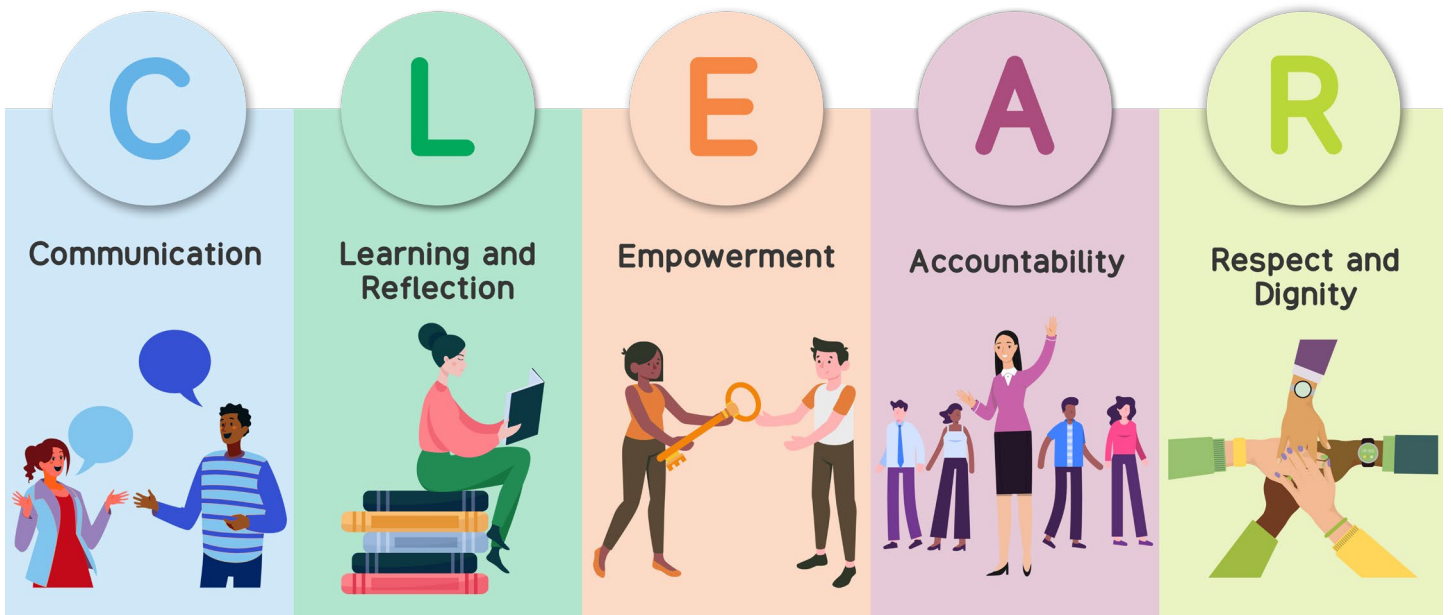 C
L
E
A
R
Communication
Learning and
Reflection
Empowerment
Accountability
Respect and
Dignity